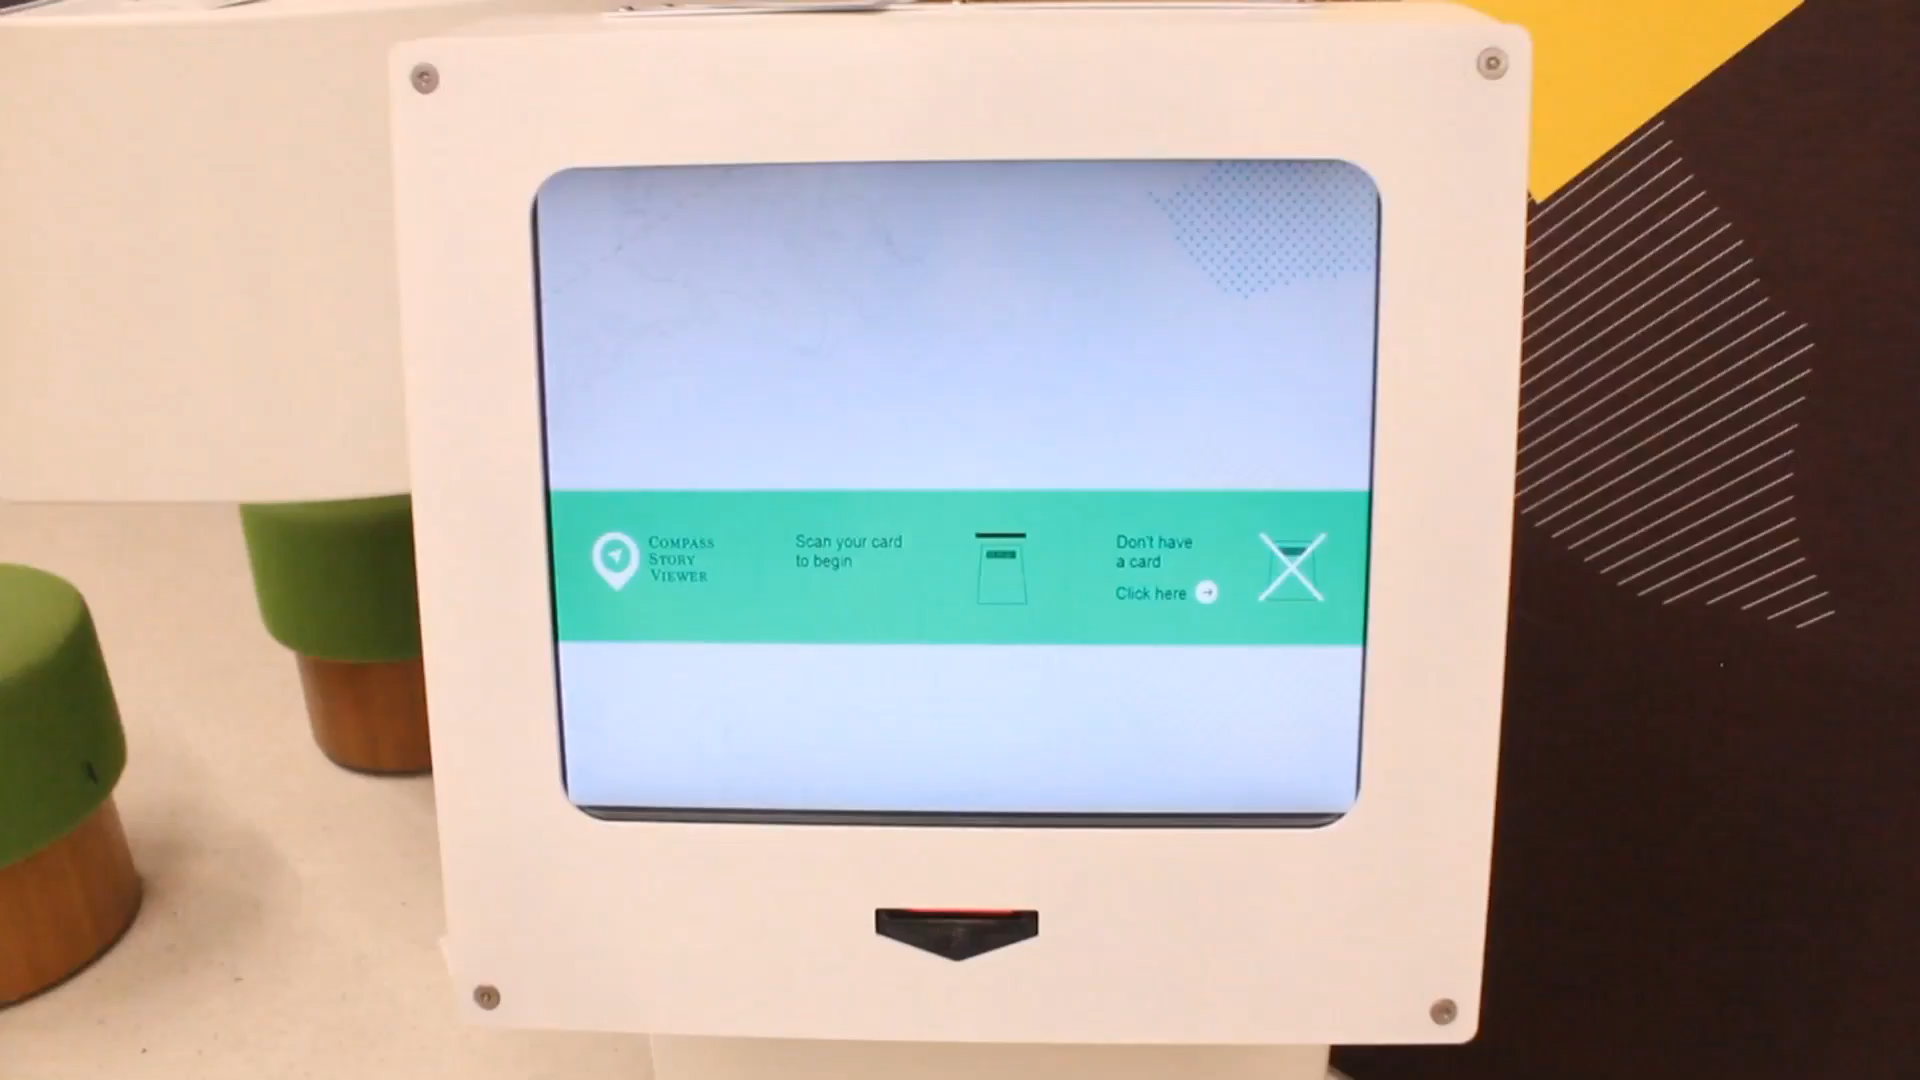 COMPASS
STORY
VIEWER
Scan your card
to begin
Don't have
a card
Click here